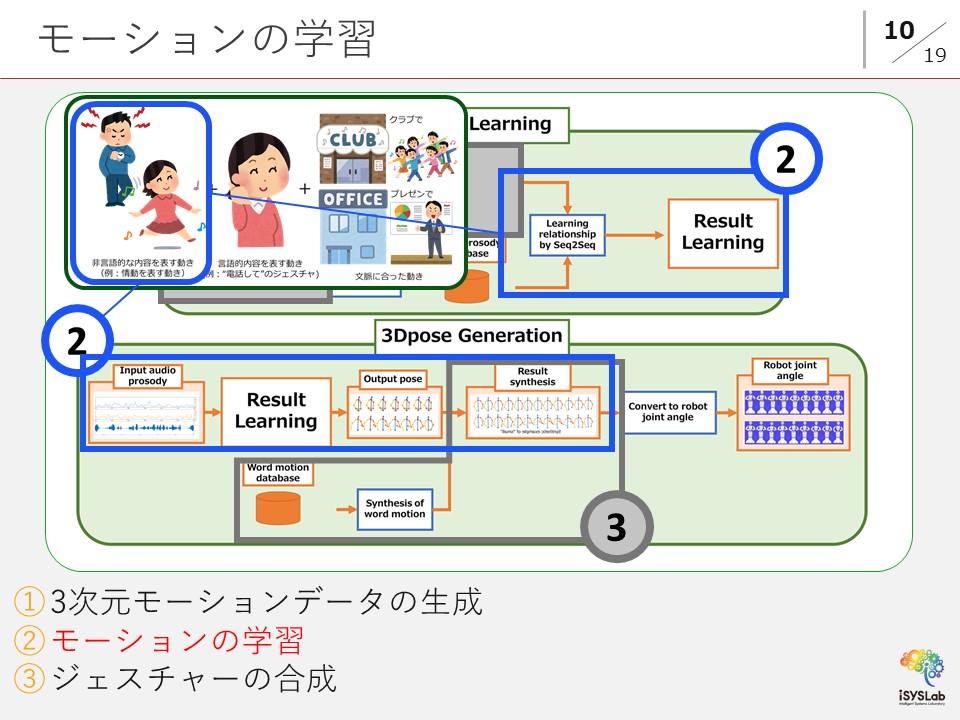 モーションの学習
10
19
Learning
2
クラブで
CLUB
+
OFFICE
プレゼンで
非言語的な内容を表す動き
(例:情動を表す動き)
言語的内容を表す動き
例:“電話して”のジェスチャ)
文脈に合った動き
rosody
base
Learning
relationship
by Seq2Seq
Result
Learning
2
3Dpose Generation
Input audio
prosody
Result
Learning
Output pose
Result
synthesis
Convert to robot
joint angle
Robot joint
angle
Word motion
database
Synthesis of
word motion
3
① 3次元モーションデータの生成
② モーションの学習
③ ジェスチャーの合成
iSYSLab
Intelligent Systems Laboratory